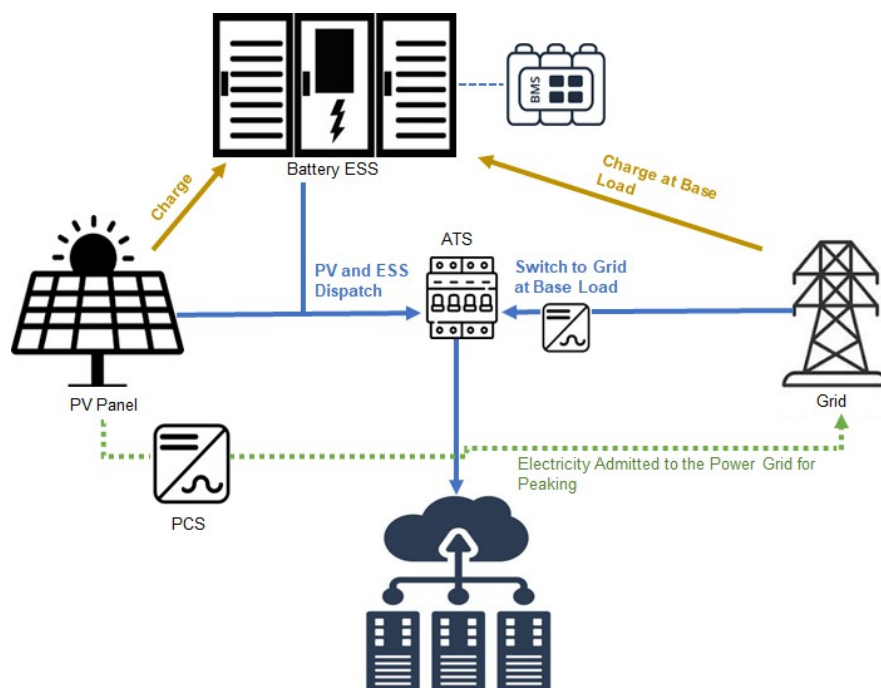 BMS
Battery ESS
Charge
Charge at Base
Load
ATS
PV and ESS
Dispatch
Switch to Grid
at Base Load
PV Panel
Grid
Electricity Admitted to the Power Grid for
Peaking
PCS